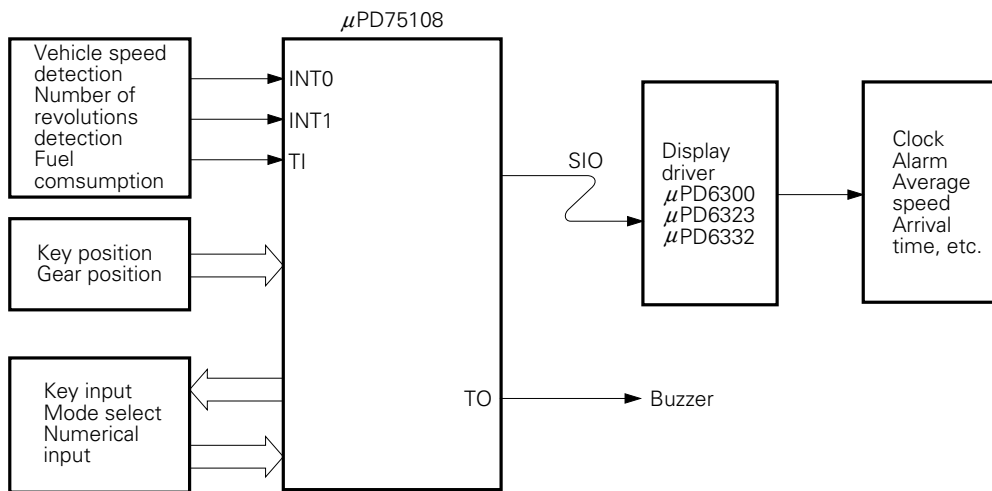 μPD75108
Vehicle speed
detection
Number of
revolutions
detection
Fuel
comsumption
INT0
INT1
TI
Key position
Gear position
Key input
Mode select
Numerical
input
SIO
TO
Display
driver
μPD6300
μPD6323
μPD6332
Clock
Alarm
Average
speed
Arrival
time, etc.
Buzzer